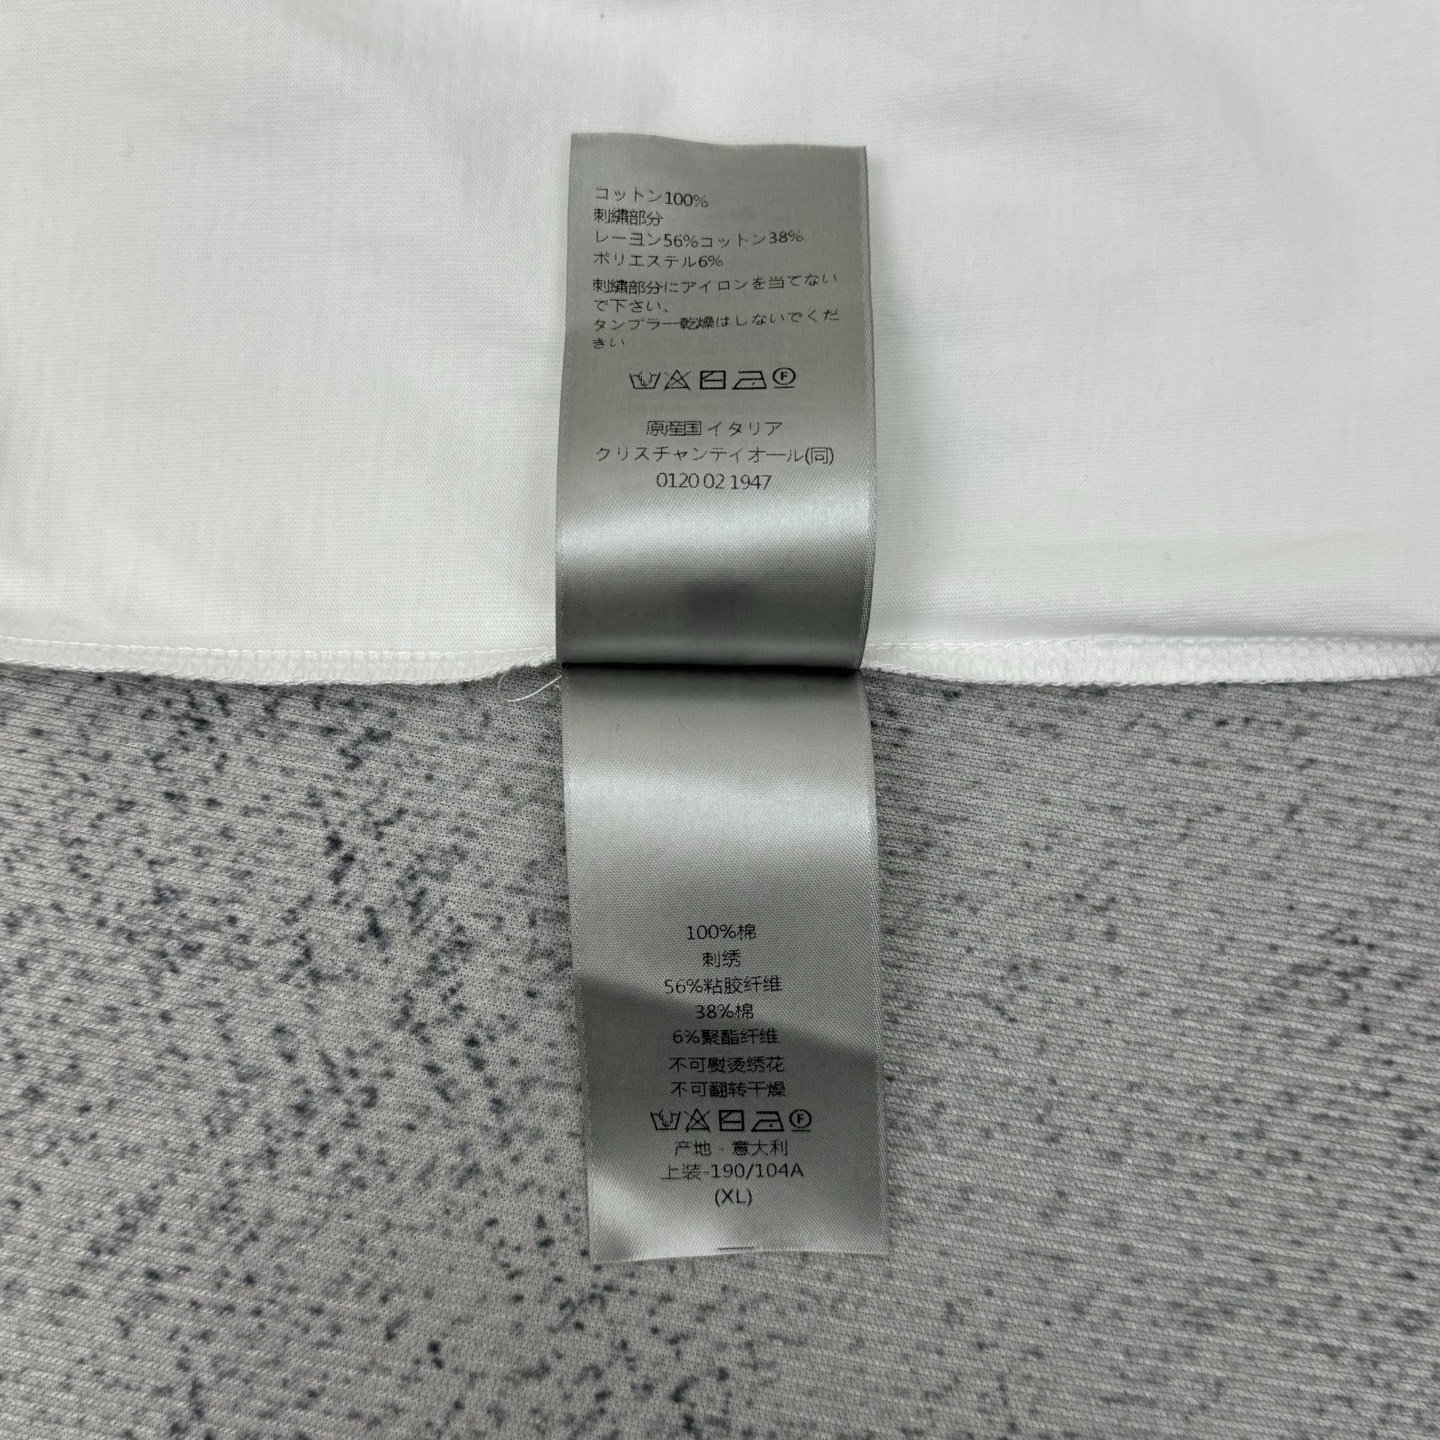 コットン100%
刺繍部分
レーヨン56%コットン38%
ポリエステル6%
刺繍部分にアイロンを当てない
で下さい。
タンブラー乾燥はしないでくだ
さい
F
原産国 イタリア
クリスチャンディオール(同)
0120 02 1947
100%棉
刺绣
56%粘胶纤维
38%棉
6%聚酯纤维
不可熨烫绣花
不可翻转干燥
F
产地 - 意大利
上装-190/104A
(XL)